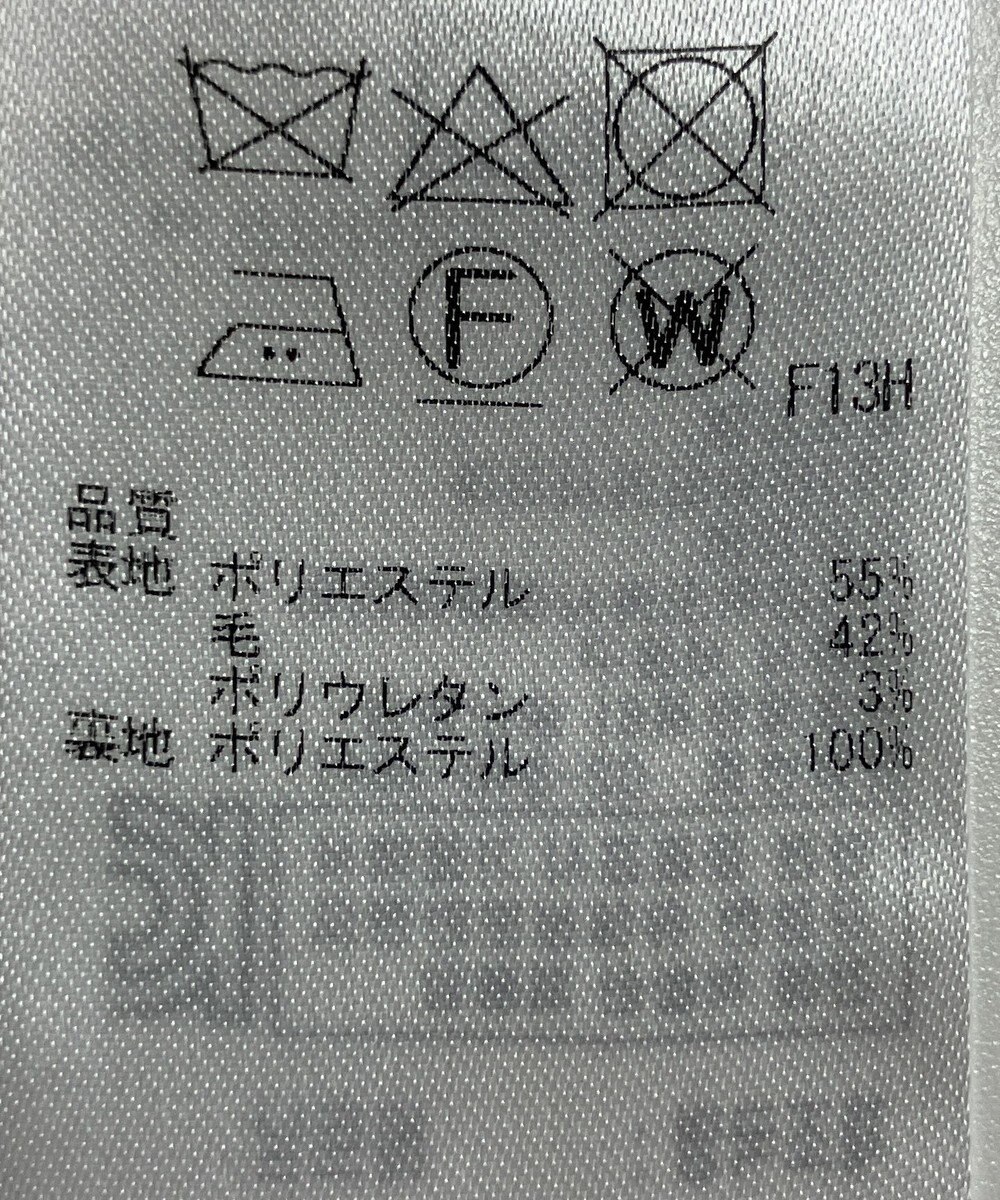 F W F13H
品質
表地 ポリエステル 55%
毛 42%
ポリウレタン 3%
裏地 ポリエステル 100%